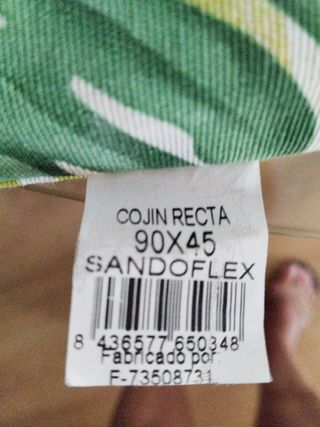 COJIN RECTA
90X45
SANDOFLEX
8 436577 650348
Fabricado por:
F-73508731